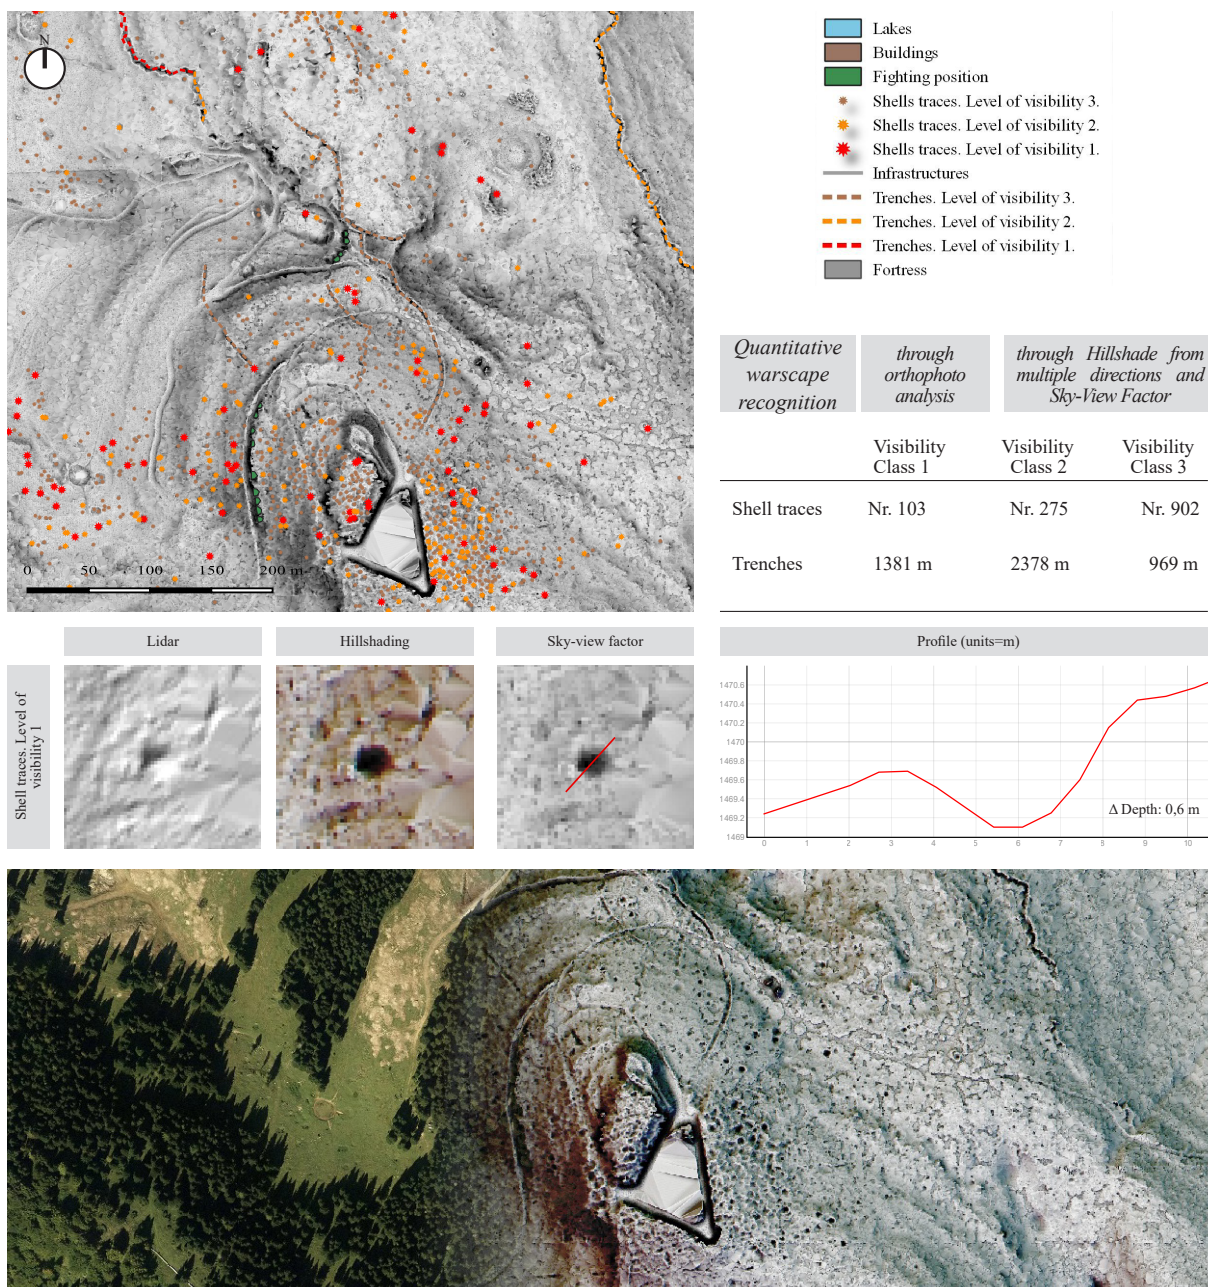 N
0 50 100 150 200 m
Lakes
Buildings
Fighting position
Shells traces. Level of visibility 3.
Shells traces. Level of visibility 2.
Shells traces. Level of visibility 1.
Infrastructures
Trenches. Level of visibility 3.
Trenches. Level of visibility 2.
Trenches. Level of visibility 1.
Fortress
Quantitative
warscape
recognition
through
orthophoto
analysis
through Hillshade from
multiple directions and
Sky-View Factor
Visibility
Class 1
Visibility
Class 2
Visibility
Class 3
Shell traces Nr. 103 Nr. 275 Nr. 902
Trenches 1381 m 2378 m 969 m
Lidar
Hillshading
Sky-view factor
Profile (units=m)
Shell traces. Level of
visibility 1
1470.6
1470.4
1470.2
1470
1469.8
1469.6
1469.4
1469.2
1469
Δ Depth: 0,6 m
0 1 2 3 4 5 6 7 8 9 10